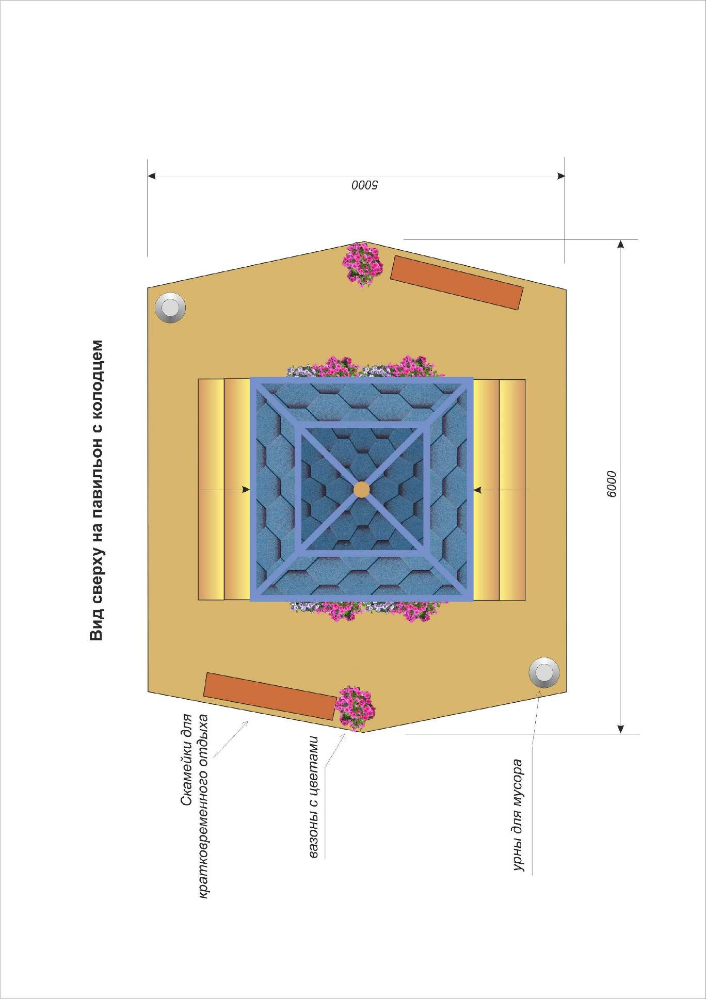 Вид сверху на павильон с колодцем
Скамейки для
кратковременного отдыха
вазоны с цветами
5000
урны для мусора
6000